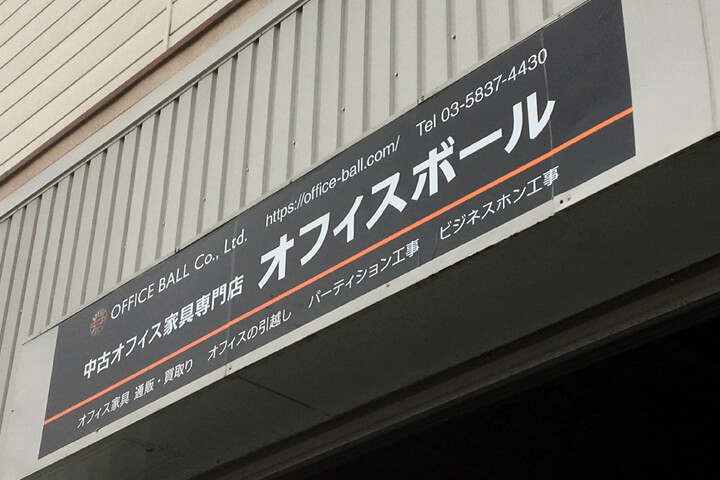 OFFICE BALL Co., Ltd. https://office-ball.com/ Tel 03-5837-4430
中古オフィス家具専門店 オフィスボール
オフィス家具 通販・買取り オフィスの引越し パーティション工事 ビジネスホン工事